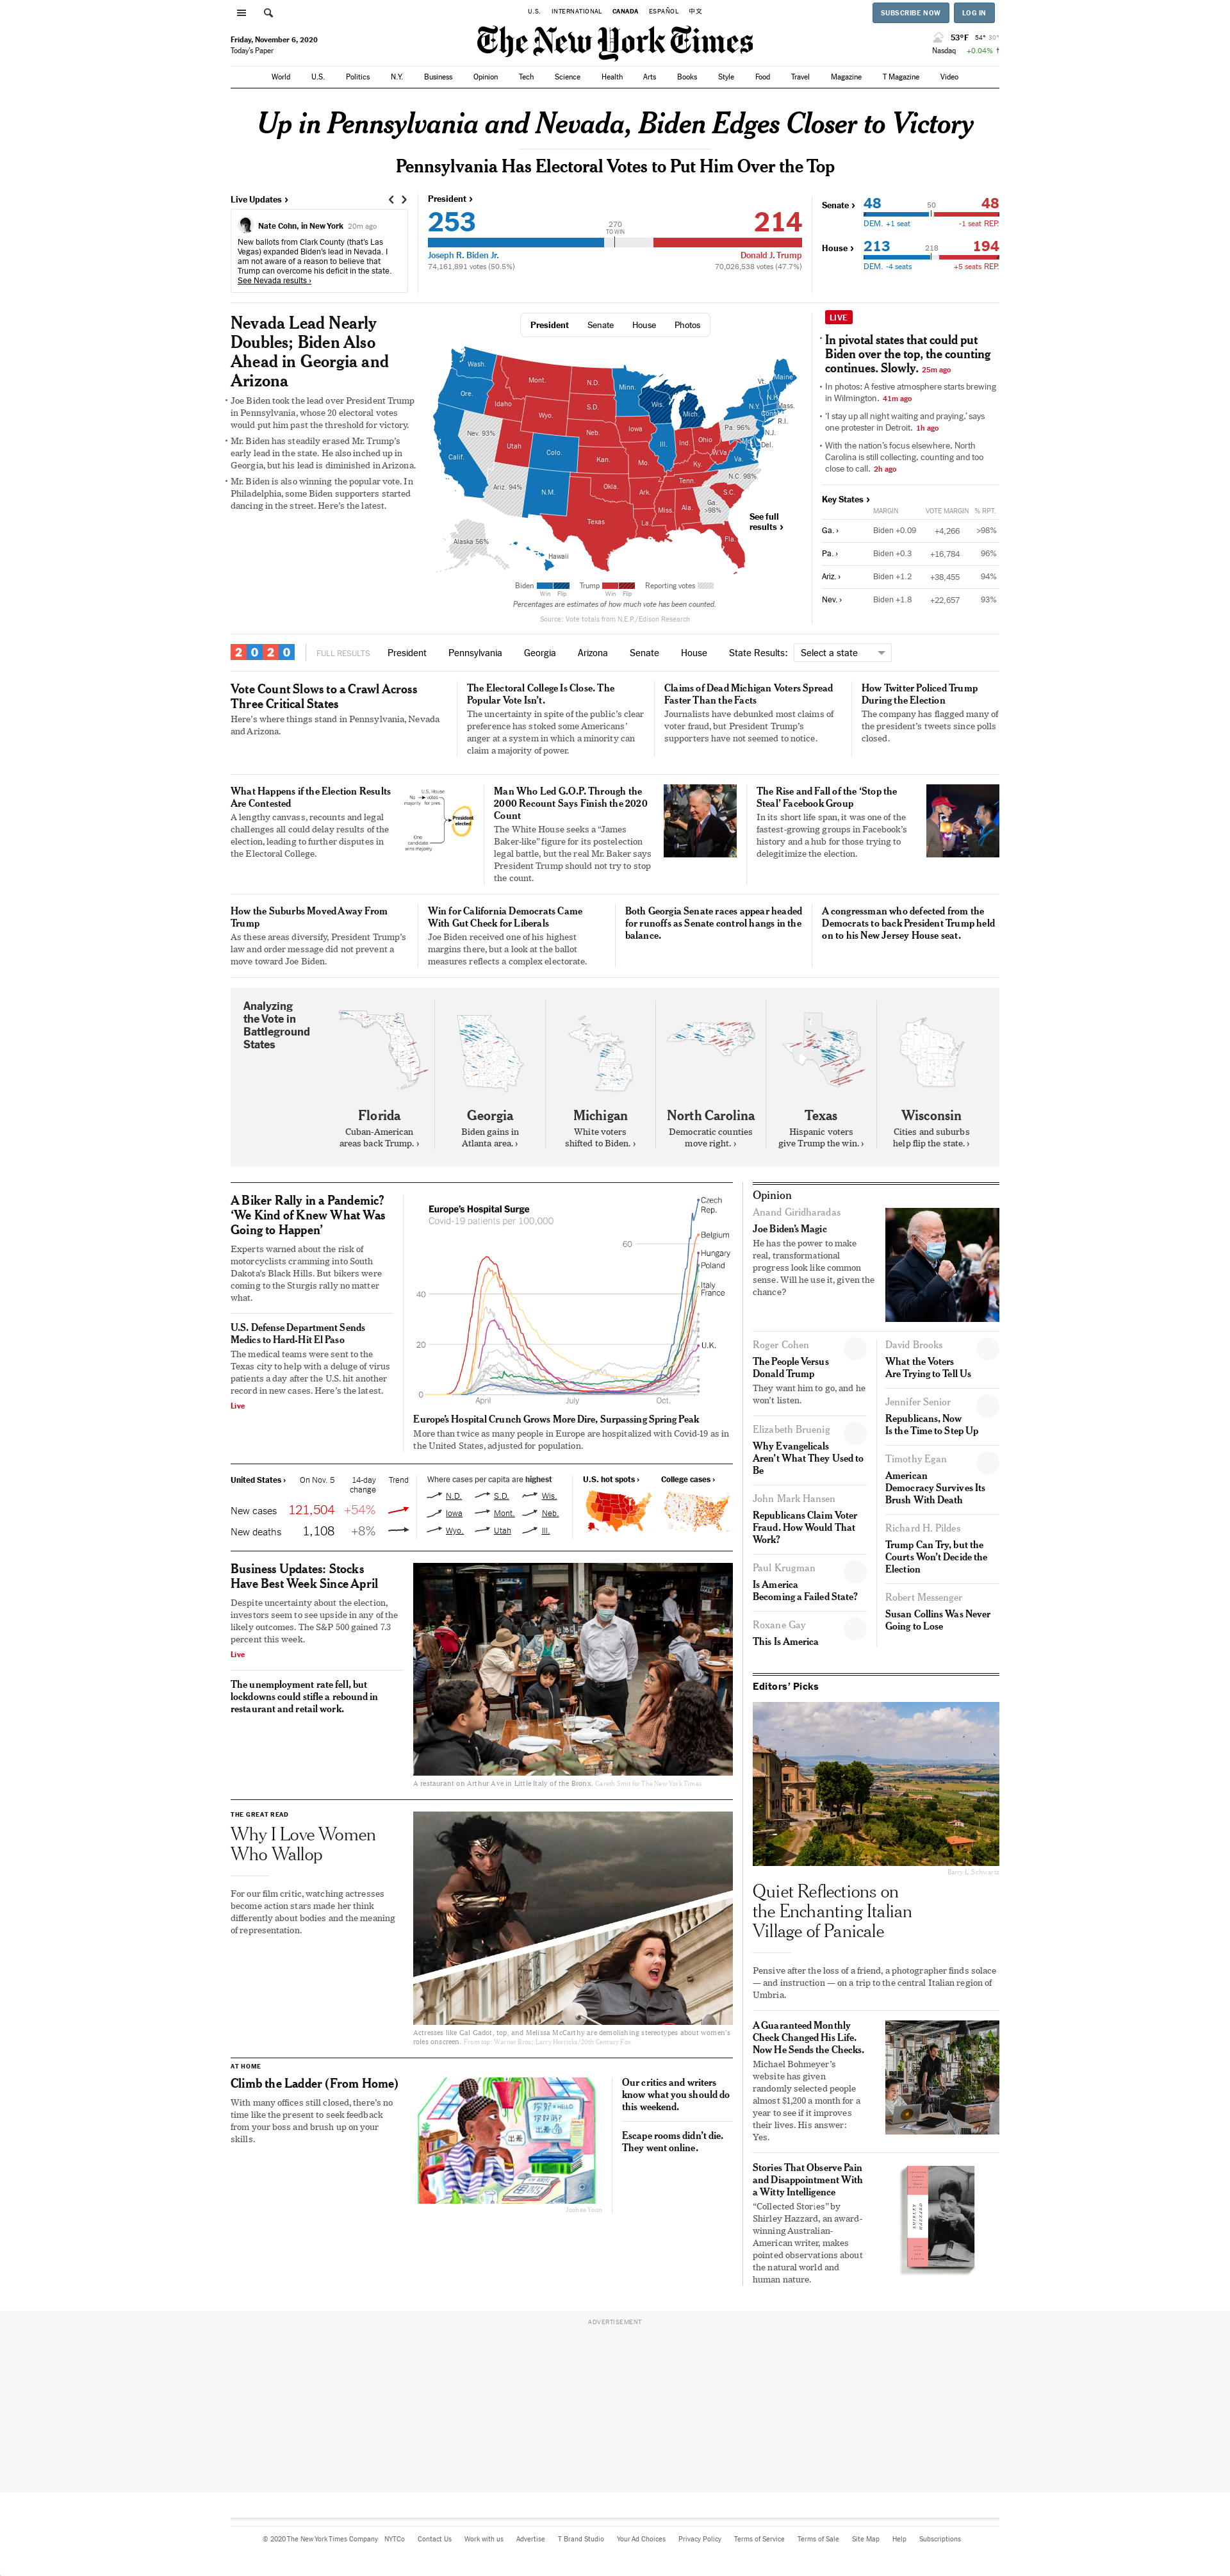 U.S. INTERNATIONAL CANADA ESPAÑOL 中文
SUBSCRIBE NOW LOG IN
Friday, November 6, 2020
Today's Paper
The New York Times
53°F 54° 30°
Nasdaq +0.04% ↑
World U.S. Politics N.Y. Business Opinion Tech Science Health Arts Books Style Food Travel Magazine T Magazine Video
Up in Pennsylvania and Nevada, Biden Edges Closer to Victory
Pennsylvania Has Electoral Votes to Put Him Over the Top
Live Updates ›
Nate Cohn, in New York 20m ago
New ballots from Clark County (that's Las
Vegas) expanded Biden's lead in Nevada. I
am not aware of a reason to believe that
Trump can overcome his deficit in the state.
See Nevada results ›
President ›
253
270
TO WIN
214
Joseph R. Biden Jr.
Donald J. Trump
74,161,891 votes (50.5%)
70,026,538 votes (47.7%)
Senate › 48 50 48
DEM. +1 seat -1 seat REP.
House › 213 218 194
DEM. -4 seats +5 seats REP.
Nevada Lead Nearly
Doubles; Biden Also
Ahead in Georgia and
Arizona
• Joe Biden took the lead over President Trump
in Pennsylvania, whose 20 electoral votes
would put him past the threshold for victory.
• Mr. Biden has steadily erased Mr. Trump's
early lead in the state. He also inched up in
Georgia, but his lead is diminished in Arizona.
• Mr. Biden is also winning the popular vote. In
Philadelphia, some Biden supporters started
dancing in the street. Here's the latest.
President Senate House Photos
Wash.
Ore.
Calif.
Nev. 93%
Idaho
Mont.
Wyo.
Utah
Ariz. 94%
Colo.
N.M.
N.D.
S.D.
Neb.
Kan.
Okla.
Texas
Minn.
Iowa
Mo.
Ark.
La.
Wis.
Ill.
Mich.
Ind.
Ohio
Ky.
Tenn.
Miss.
Ala.
Ga.
>98%
Fla.
S.C.
N.C. 98%
Va.
W.Va.
Pa. 96%
N.Y.
Vt.
N.H.
Maine
Mass.
Conn.
R.I.
N.J.
Del.
Alaska 56%
Hawaii
See full
results ›
Biden Trump Reporting votes
Win Flip Win Flip
Percentages are estimates of how much vote has been counted.
Source: Vote totals from N.E.P./Edison Research
LIVE
• In pivotal states that could put
Biden over the top, the counting
continues. Slowly. 25m ago
• In photos: A festive atmosphere starts brewing
in Wilmington. 41m ago
• 'I stay up all night waiting and praying,' says
one protester in Detroit. 1h ago
• With the nation's focus elsewhere, North
Carolina is still collecting, counting and too
close to call. 2h ago
Key States ›
MARGIN VOTE MARGIN % RPT.
Ga. › Biden +0.09 +4,266 >98%
Pa. › Biden +0.3 +16,784 96%
Ariz. › Biden +1.2 +38,455 94%
Nev. › Biden +1.8 +22,657 93%
2020 FULL RESULTS President Pennsylvania Georgia Arizona Senate House State Results: Select a state
Vote Count Slows to a Crawl Across
Three Critical States
Here's where things stand in Pennsylvania, Nevada
and Arizona.
The Electoral College Is Close. The
Popular Vote Isn't.
The uncertainty in spite of the public's clear
preference has stoked some Americans'
anger at a system in which a minority can
claim a majority of power.
Claims of Dead Michigan Voters Spread
Faster Than the Facts
Journalists have debunked most claims of
voter fraud, but President Trump's
supporters have not seemed to notice.
How Twitter Policed Trump
During the Election
The company has flagged many of
the president's tweets since polls
closed.
What Happens if the Election Results
Are Contested
A lengthy canvass, recounts and legal
challenges all could delay results of the
election, leading to further disputes in
the Electoral College.
U.S. House
No majority
votes for pres.
President elected
One
candidate
wins majority
Man Who Led G.O.P. Through the
2000 Recount Says Finish the 2020
Count
The White House seeks a “James
Baker-like” figure for its postelection
legal battle, but the real Mr. Baker says
President Trump should not try to stop
the count.
The Rise and Fall of the ‘Stop the
Steal’ Facebook Group
In its short life span, it was one of the
fastest-growing groups in Facebook's
history and a hub for those trying to
delegitimize the election.
How the Suburbs Moved Away From
Trump
As these areas diversify, President Trump's
law and order message did not prevent a
move toward Joe Biden.
Win for California Democrats Came
With Gut Check for Liberals
Joe Biden received one of his highest
margins there, but a look at the ballot
measures reflects a complex electorate.
Both Georgia Senate races appear headed
for runoffs as Senate control hangs in the
balance.
A congressman who defected from the
Democrats to back President Trump held
on to his New Jersey House seat.
Analyzing
the Vote in
Battleground
States
Florida
Cuban-American
areas back Trump. ›
Georgia
Biden gains in
Atlanta area. ›
Michigan
White voters
shifted to Biden. ›
North Carolina
Democratic counties
move right. ›
Texas
Hispanic voters
give Trump the win. ›
Wisconsin
Cities and suburbs
help flip the state. ›
A Biker Rally in a Pandemic?
‘We Kind of Knew What Was
Going to Happen’
Experts warned about the risk of
motorcyclists cramming into South
Dakota's Black Hills. But bikers were
coming to the Sturgis rally no matter
what.
U.S. Defense Department Sends
Medics to Hard-Hit El Paso
The medical teams were sent to the
Texas city to help with a deluge of virus
patients a day after the U.S. hit another
record in new cases. Here's the latest.
Live
Europe's Hospital Surge
Covid-19 patients per 100,000
60
40
20
0
April July Oct.
Czech
Rep.
Belgium
Hungary
Poland
Italy
France
U.K.
Europe's Hospital Crunch Grows More Dire, Surpassing Spring Peak
More than twice as many people in Europe are hospitalized with Covid-19 as in
the United States, adjusted for population.
United States › On Nov. 5 14-day
change Trend
New cases 121,504 +54%
New deaths 1,108 +8%
Where cases per capita are highest
N.D. S.D. Wis.
Iowa Mont. Neb.
Wyo. Utah Ill.
U.S. hot spots › College cases ›
Business Updates: Stocks
Have Best Week Since April
Despite uncertainty about the election,
investors seem to see upside in any of the
likely outcomes. The S&P 500 gained 7.3
percent this week.
Live
The unemployment rate fell, but
lockdowns could stifle a rebound in
restaurant and retail work.
A restaurant on Arthur Ave in Little Italy of the Bronx. Gareth Smit for The New York Times
THE GREAT READ
Why I Love Women
Who Wallop
For our film critic, watching actresses
become action stars made her think
differently about bodies and the meaning
of representation.
Actresses like Gal Gadot, top, and Melissa McCarthy are demolishing stereotypes about women's
roles onscreen. From top: Warner Bros.; Larry Horricks/20th Century Fox
AT HOME
Climb the Ladder (From Home)
With many offices still closed, there's no
time like the present to seek feedback
from your boss and brush up on your
skills.
HELLO
Our critics and writers
know what you should do
this weekend.
Escape rooms didn't die.
They went online.
Opinion
Anand Giridharadas
Joe Biden's Magic
He has the power to make
real, transformational
progress look like common
sense. Will he use it, given the
chance?
Roger Cohen
The People Versus
Donald Trump
They want him to go, and he
won't listen.
Elizabeth Bruenig
Why Evangelicals
Aren't What They Used to
Be
John Mark Hansen
Republicans Claim Voter
Fraud. How Would That
Work?
Paul Krugman
Is America
Becoming a Failed State?
Roxane Gay
This Is America
David Brooks
What the Voters
Are Trying to Tell Us
Jennifer Senior
Republicans, Now
Is the Time to Step Up
Timothy Egan
American
Democracy Survives Its
Brush With Death
Richard H. Pildes
Trump Can Try, but the
Courts Won't Decide the
Election
Robert Messenger
Susan Collins Was Never
Going to Lose
Editors' Picks
Barry L. Schwartz
Quiet Reflections on
the Enchanting Italian
Village of Panicale
Pensive after the loss of a friend, a photographer finds solace
— and instruction — on a trip to the central Italian region of
Umbria.
A Guaranteed Monthly
Check Changed His Life.
Now He Sends the Checks.
Michael Bohmeyer's
website has given
randomly selected people
almost $1,200 a month for a
year to see if it improves
their lives. His answer:
Yes.
Stories That Observe Pain
and Disappointment With
a Witty Intelligence
“Collected Stories” by
Shirley Hazzard, an award-
winning Australian-
American writer, makes
pointed observations about
the natural world and
human nature.
SHIRLEY
HAZZARD
ADVERTISEMENT
© 2020 The New York Times Company NYTCo Contact Us Work with us Advertise T Brand Studio Your Ad Choices Privacy Policy Terms of Service Terms of Sale Site Map Help Subscriptions